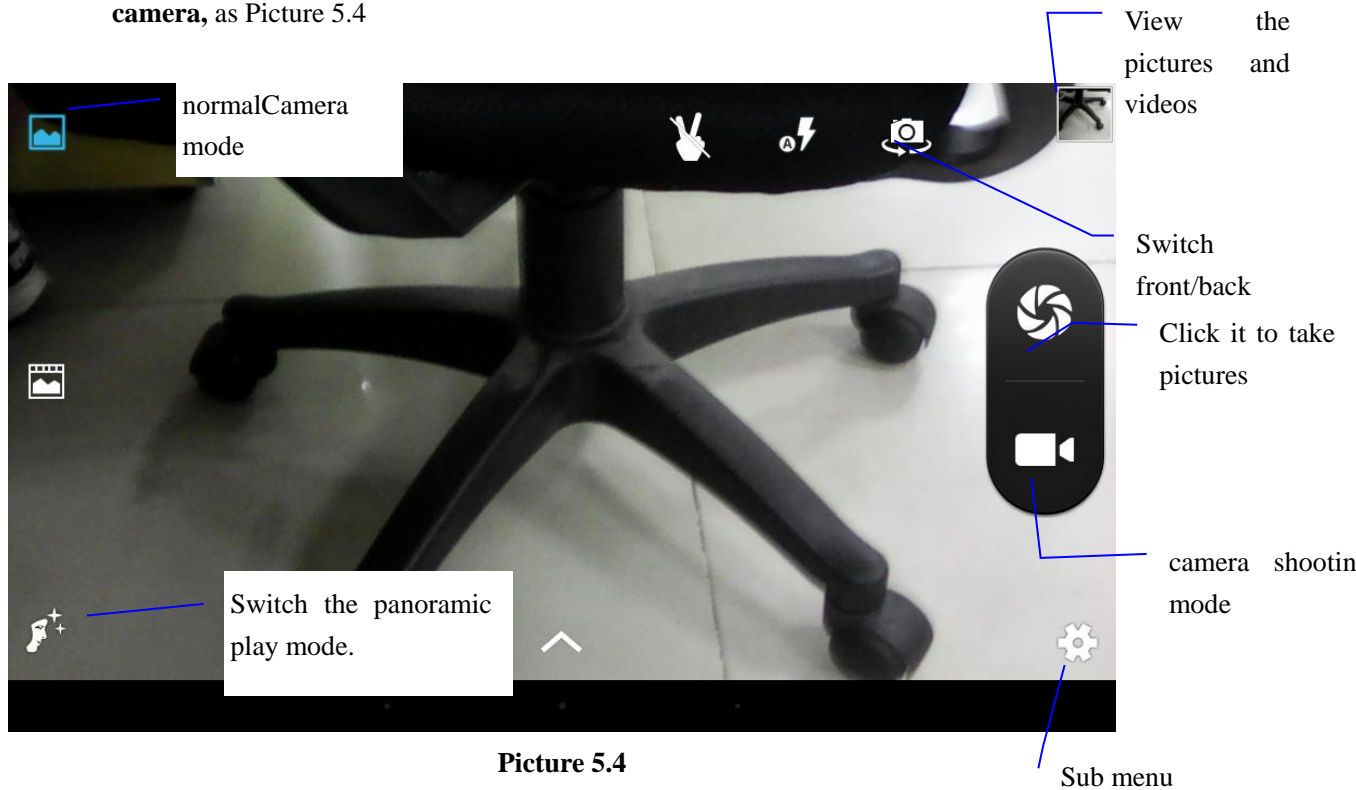 camera, as Picture 5.4
View the
pictures and
videos
normalCamera
mode
A
Switch
front/back
Click it to take
pictures
camera shootin
mode
Switch the panoramic
play mode.
Picture 5.4
Sub menu